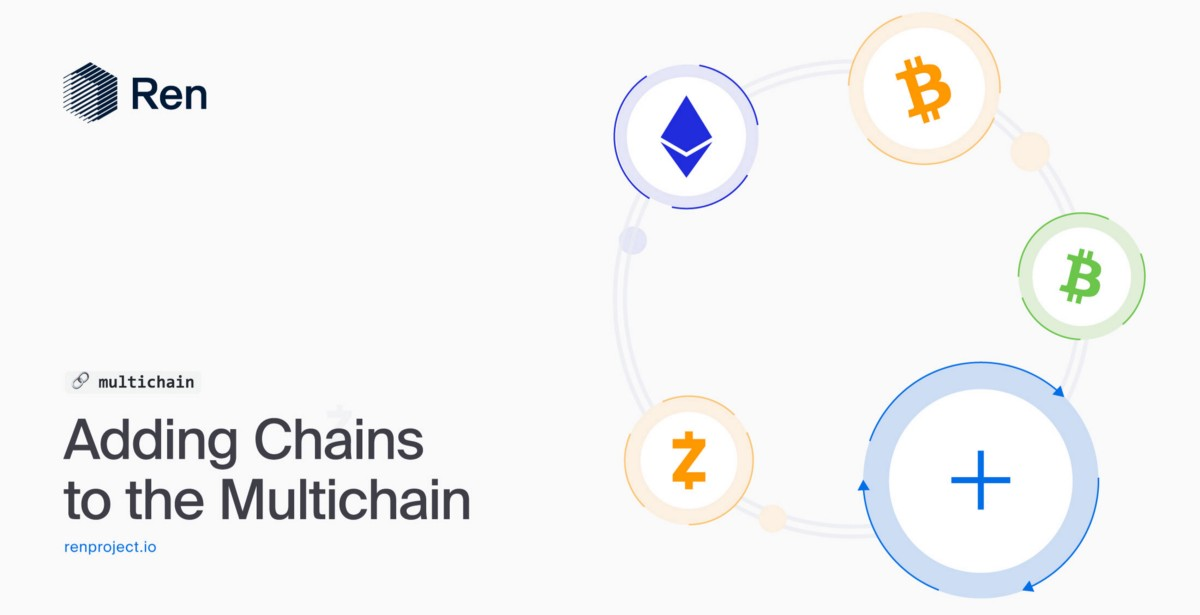 Ren
multichain
Adding Chains
to the Multichain
renproject.io